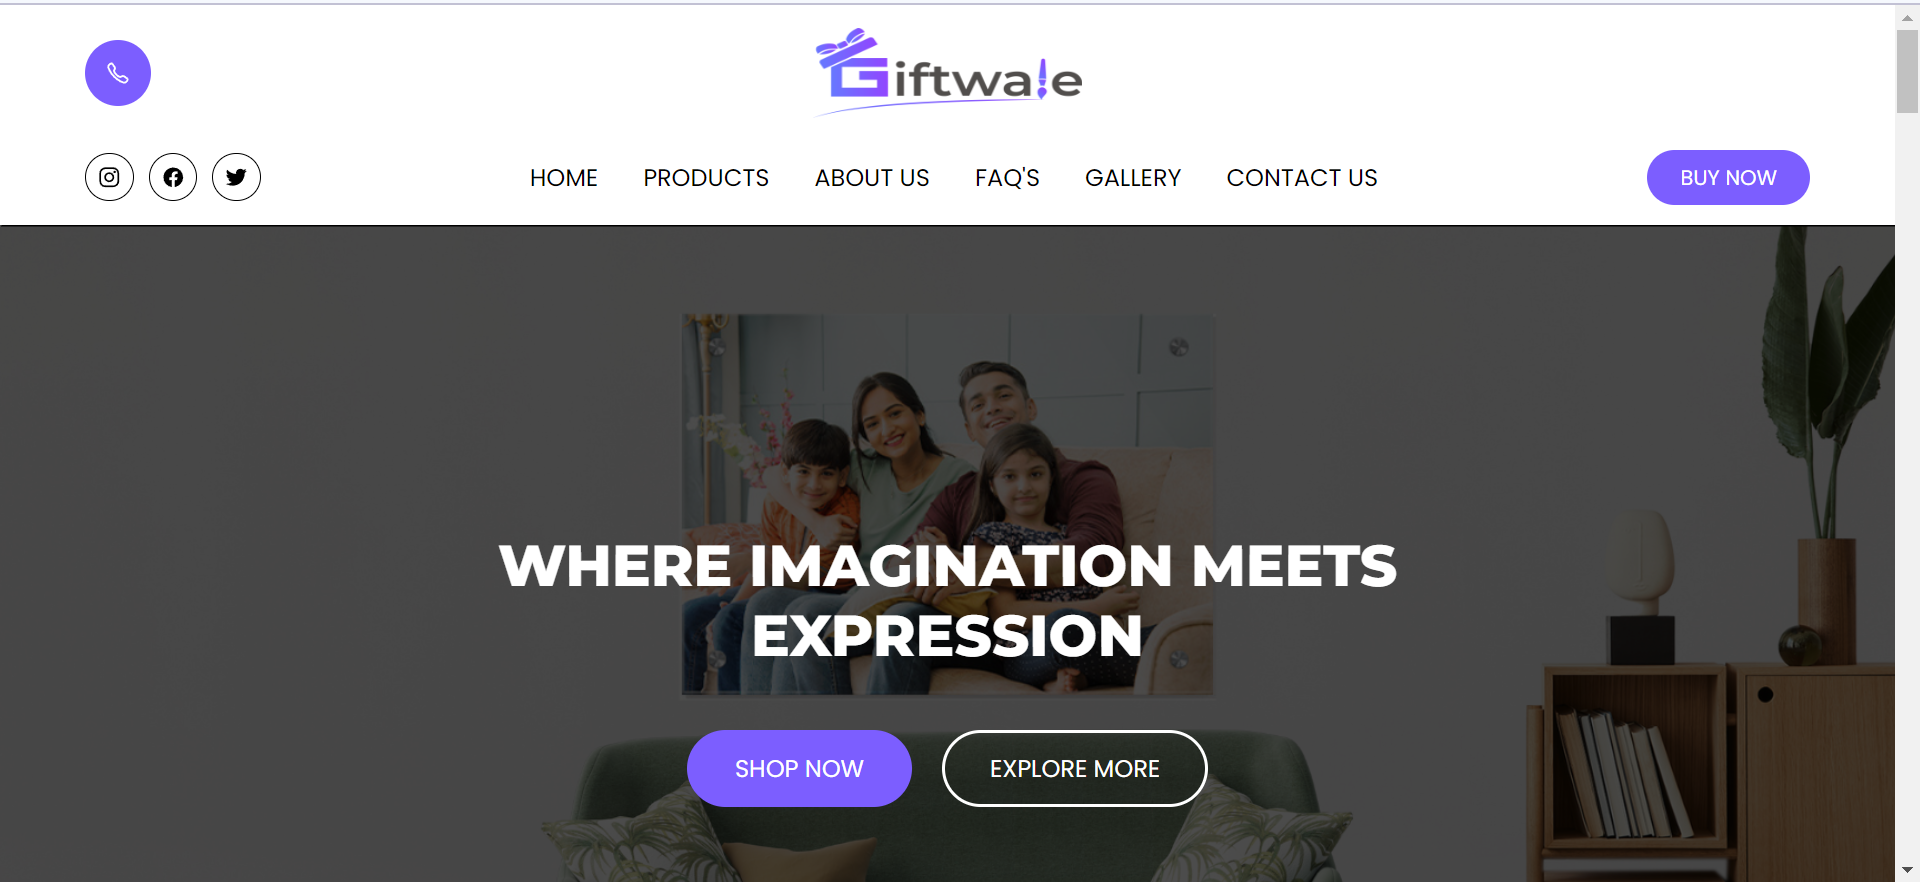 Giftwale
HOME PRODUCTS ABOUT US FAQ'S GALLERY CONTACT US
BUY NOW
WHERE IMAGINATION MEETS
EXPRESSION
SHOP NOW EXPLORE MORE